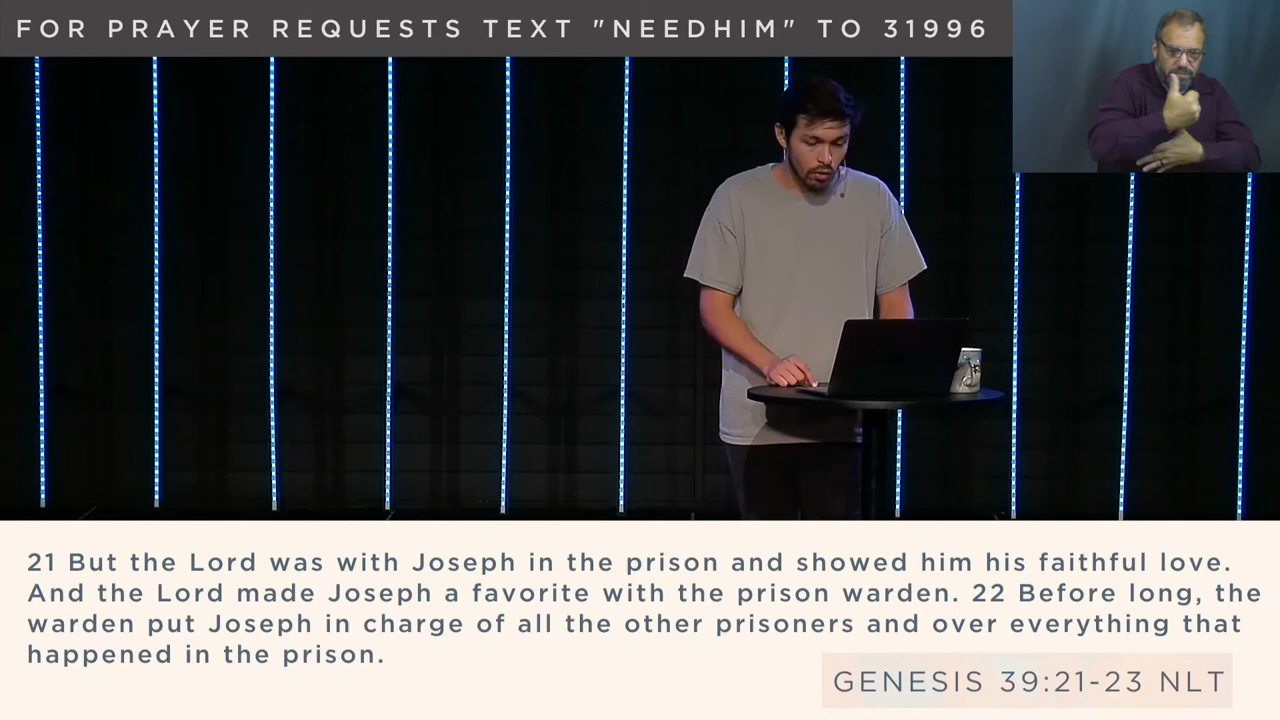 FOR PRAYER REQUESTS TEXT "NEEDHIM" TO 31996
21 But the Lord was with Joseph in the prison and showed him his faithful love.
And the Lord made Joseph a favorite with the prison warden. 22 Before long, the
warden put Joseph in charge of all the other prisoners and over everything that
happened in the prison.
GENESIS 39:21-23 NLT